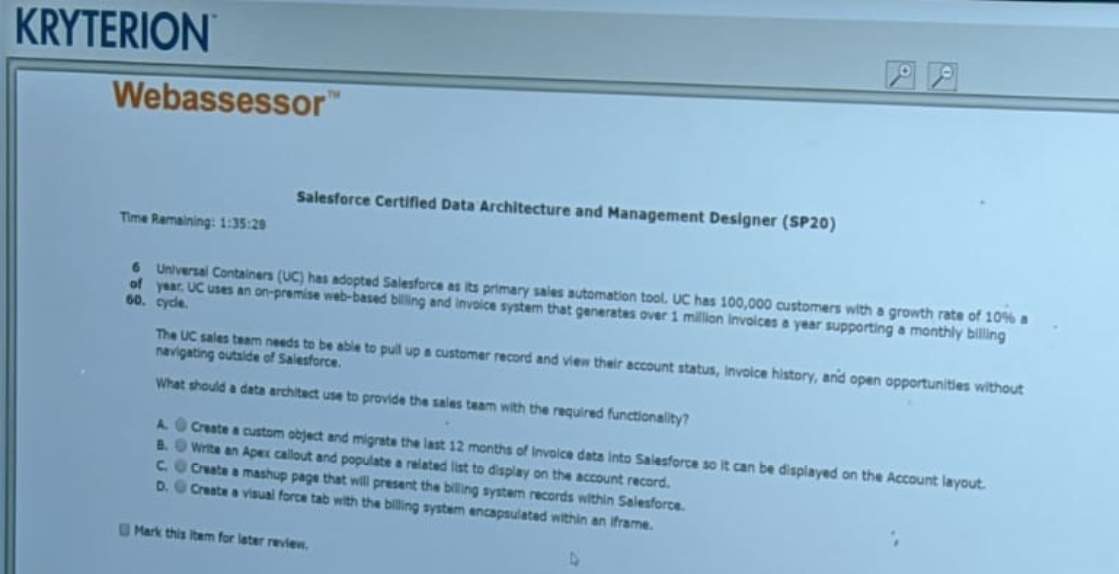 KRYTERION
Webassessor™
Salesforce Certified Data Architecture and Management Designer (SP20)
Time Remaining: 1:35:29
6 Universal Containers (UC) has adopted Salesforce as its primary sales automation tool. UC has 100,000 customers with a growth rate of 10% a
of year. UC uses an on-premise web-based billing and invoice system that generates over 1 million invoices a year supporting a monthly billing
60. cycle.
The UC sales team needs to be able to pull up a customer record and view their account status, invoice history, and open opportunities without
navigating outside of Salesforce.
What should a data architect use to provide the sales team with the required functionality?
A. Create a custom object and migrate the last 12 months of invoice data into Salesforce so it can be displayed on the Account layout.
B. Write an Apex callout and populate a related list to display on the account record.
C. Create a mashup page that will present the billing system records within Salesforce.
D. Create a visual force tab with the billing system encapsulated within an iframe.
Mark this item for later review.